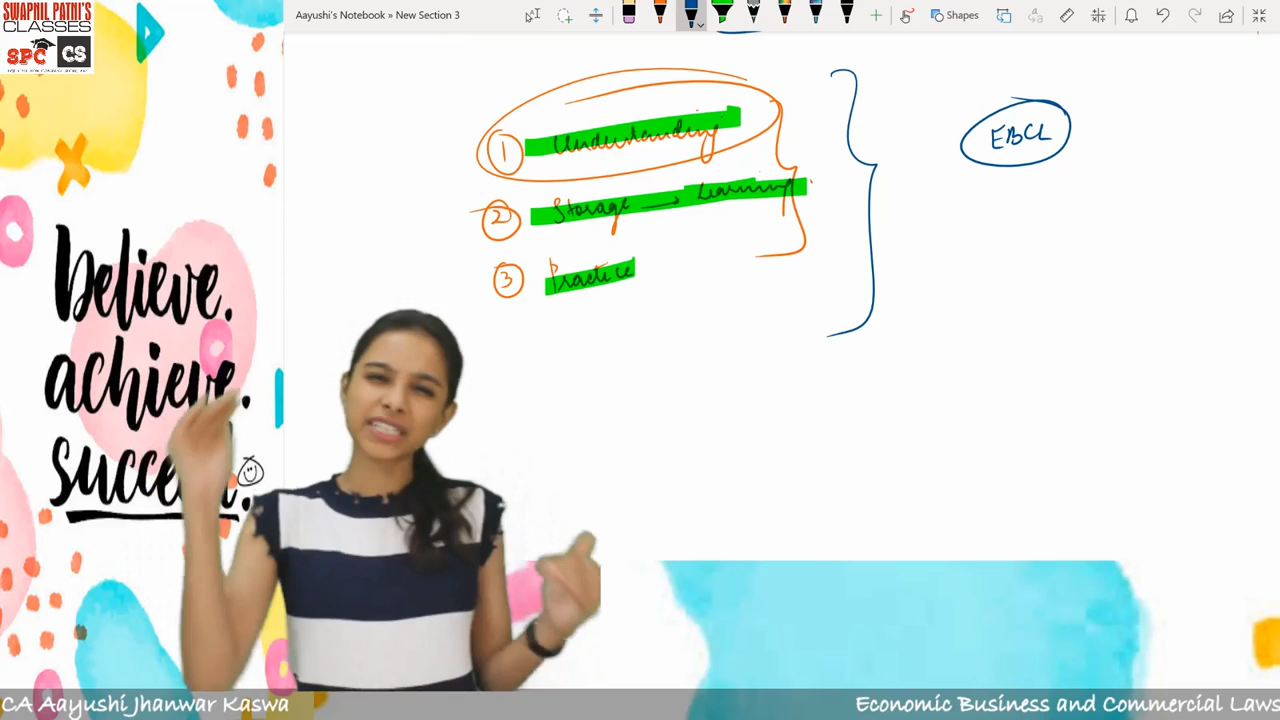 SWAPNIL PATNI'S
CLASSES
SPC CS
Aayushi's Notebook » New Section 3
Shapes
1 Understanding
2 Storage → Learning
3 Practice
EBCL
believe.
achieve.
success.
CA Aayushi Jhanwar Kaswa
Economic Business and Commercial Laws